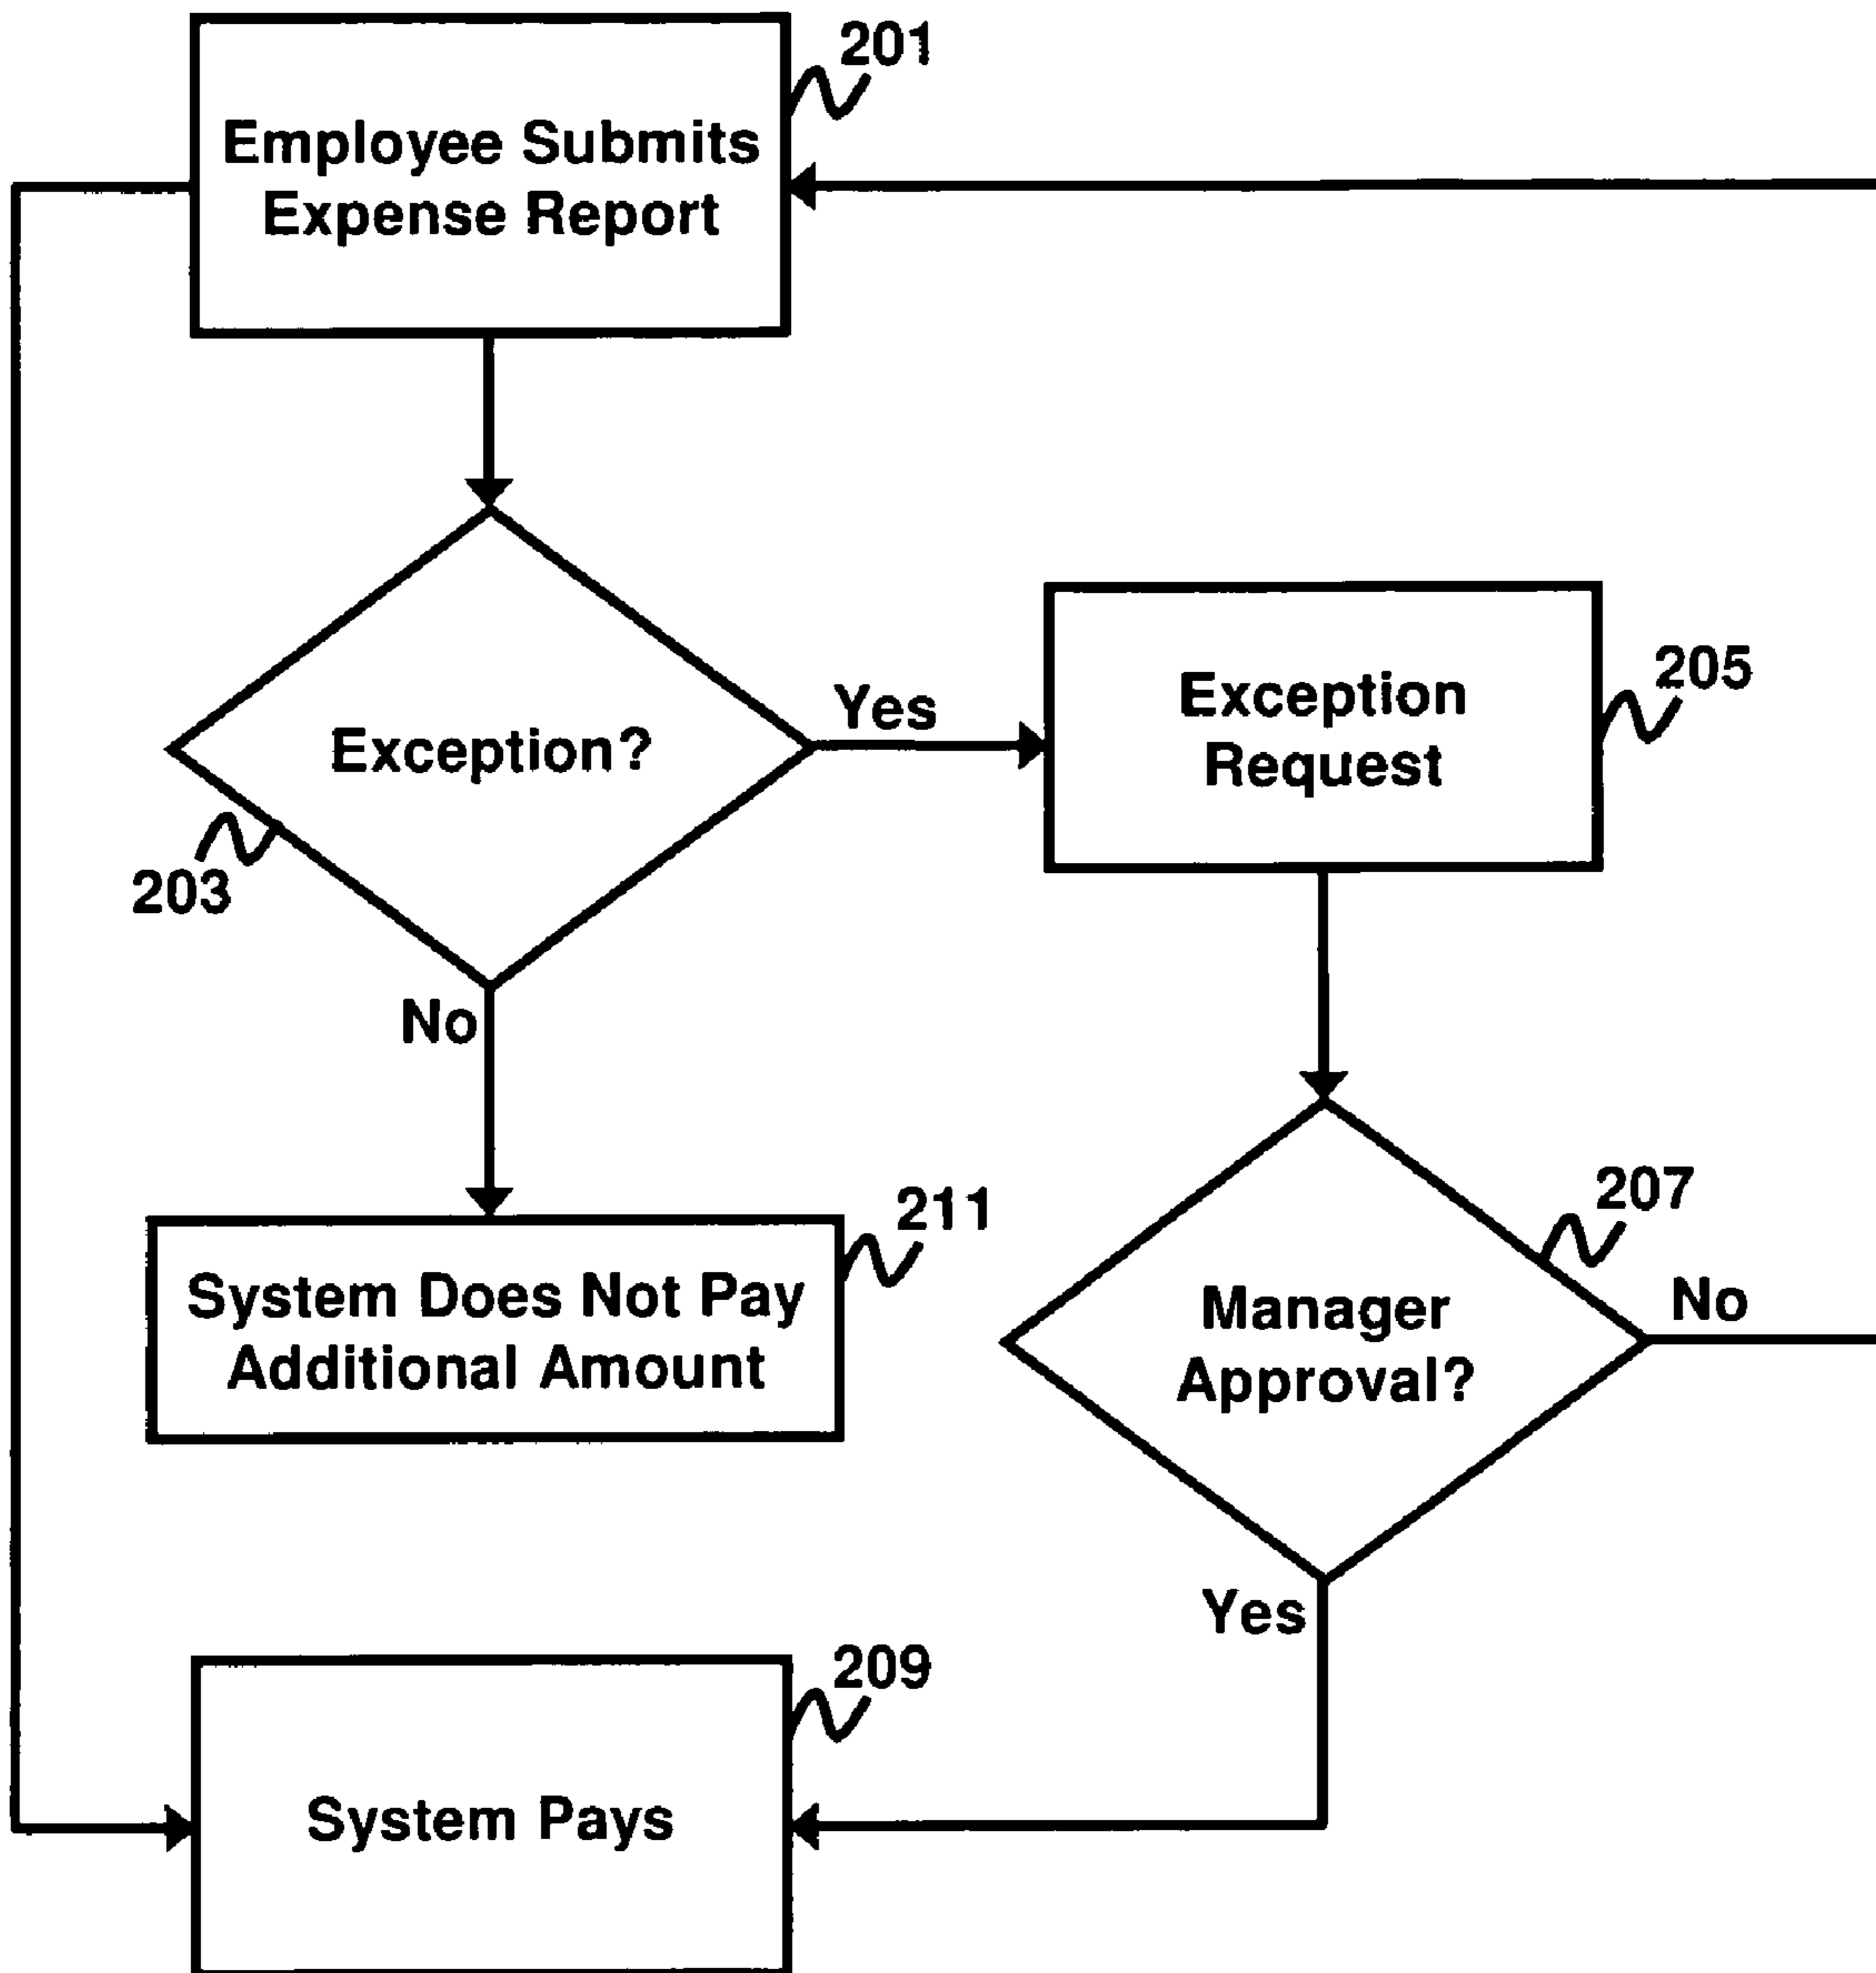 201
Employee Submits
Expense Report
Exception?
Yes
203
No
Exception
Request
205
System Does Not Pay
Additional Amount
211
207
Manager
Approval?
No
Yes
209
System Pays